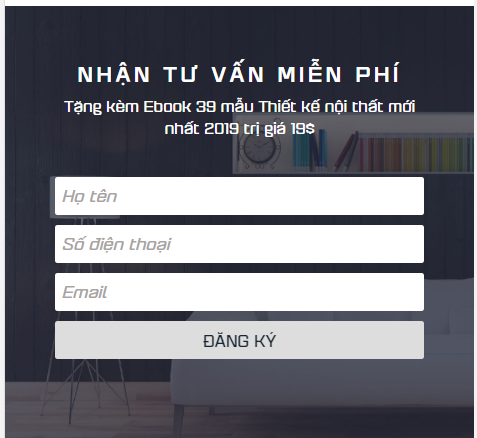 NHẬN TƯ VẤN MIỄN PHÍ
Tặng kèm Ebook 39 mẫu Thiết kế nội thất mới
nhất 2019 trị giá 19$
Họ tên
Số điện thoại
Email
ĐĂNG KÝ